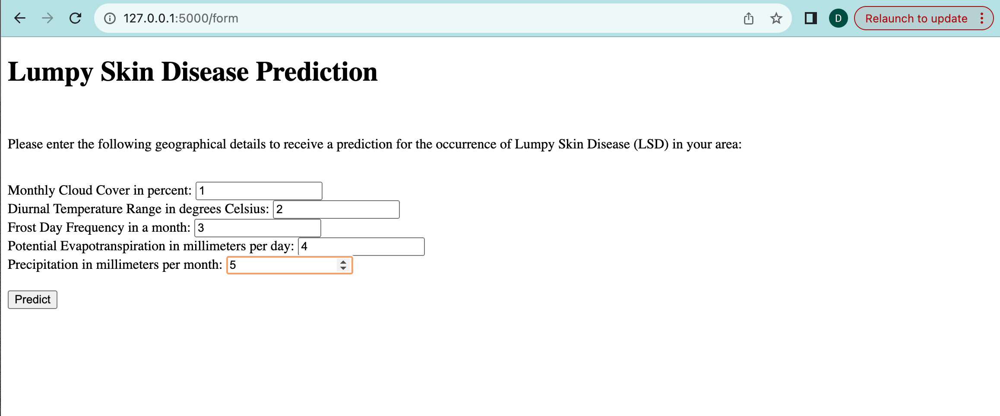 127.0.0.1:5000/form
D
Relaunch to update
Lumpy Skin Disease Prediction
Please enter the following geographical details to receive a prediction for the occurrence of Lumpy Skin Disease (LSD) in your area:
Monthly Cloud Cover in percent: 1
Diurnal Temperature Range in degrees Celsius: 2
Frost Day Frequency in a month: 3
Potential Evapotranspiration in millimeters per day: 4
Precipitation in millimeters per month: 5
Predict